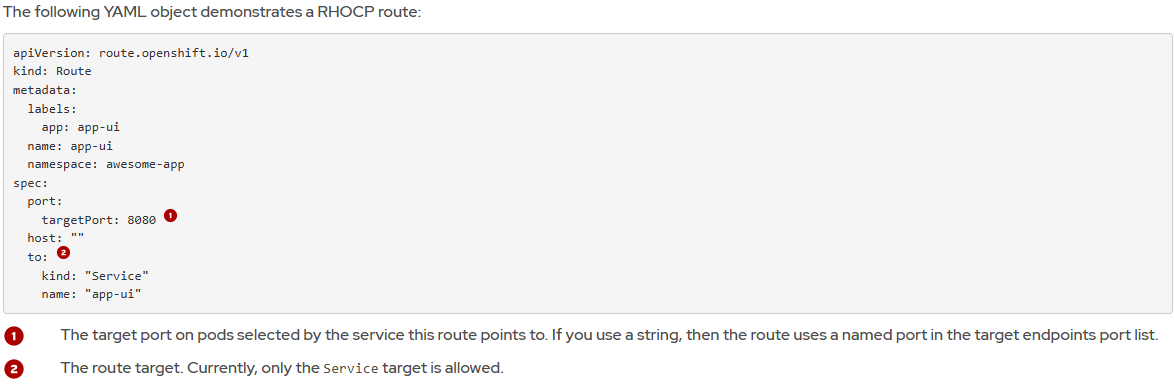 The following YAML object demonstrates a RHOCP route:
apiVersion: route.openshift.io/v1
kind: Route
metadata:
  labels:
    app: app-ui
  name: app-ui
  namespace: awesome-app
spec:
  port:
    targetPort: 8080 1
  host: ""
  to: 2
    kind: "Service"
    name: "app-ui"
1 The target port on pods selected by the service this route points to. If you use a string, then the route uses a named port in the target endpoints port list.
2 The route target. Currently, only the Service target is allowed.